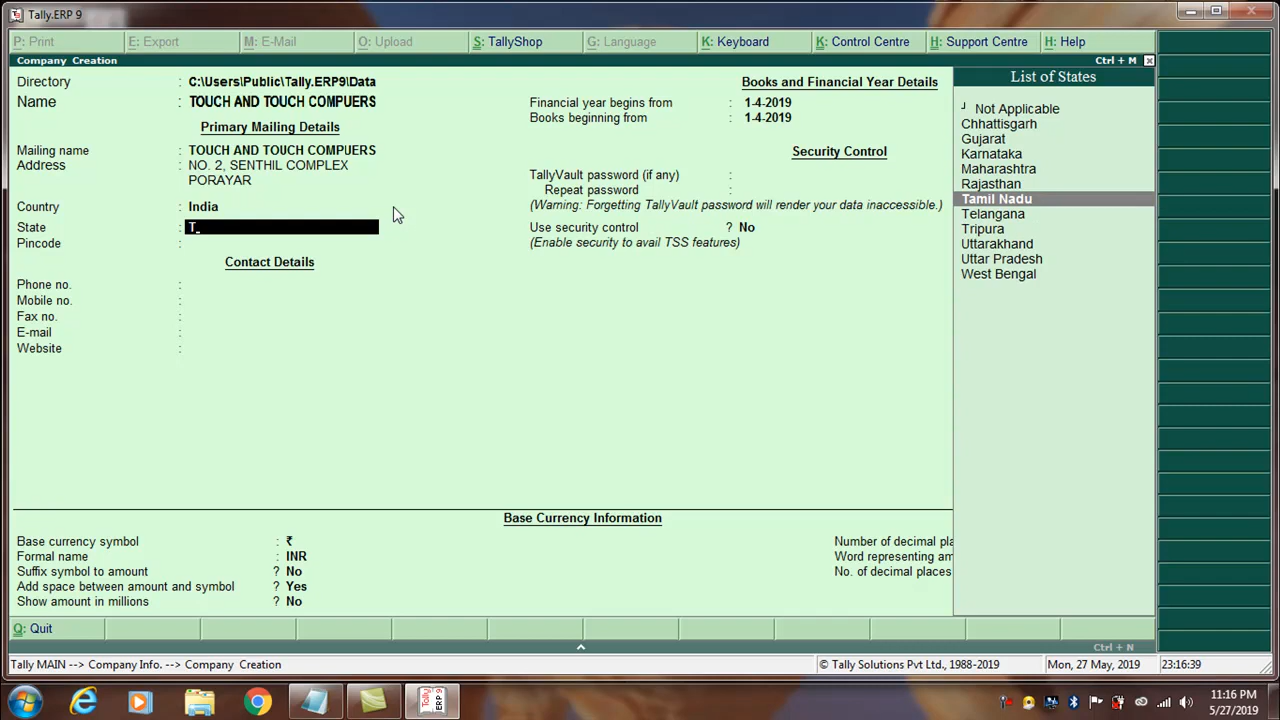 Tally.ERP 9
P: Print
E: Export
M: E-Mail
O: Upload
S: TallyShop
G: Language
K: Keyboard
K: Control Centre
H: Support Centre
H: Help
Company Creation
Ctrl + M
Directory : C:\Users\Public\Tally.ERP9\Data
Name : TOUCH AND TOUCH COMPUERS
Primary Mailing Details
Mailing name : TOUCH AND TOUCH COMPUERS
Address : NO. 2, SENTHIL COMPLEX
PORAYAR
Country : India
State : T
Pincode :
Contact Details
Phone no. :
Mobile no. :
Fax no. :
E-mail :
Website :
Books and Financial Year Details
Financial year begins from : 1-4-2019
Books beginning from : 1-4-2019
Security Control
TallyVault password (if any) :
Repeat password :
(Warning: Forgetting TallyVault password will render your data inaccessible.)
Use security control ? No
(Enable security to avail TSS features)
List of States
Not Applicable
Chhattisgarh
Gujarat
Karnataka
Maharashtra
Rajasthan
Tamil Nadu
Telangana
Tripura
Uttarakhand
Uttar Pradesh
West Bengal
Base Currency Information
Base currency symbol : ₹
Formal name : INR
Suffix symbol to amount ? No
Add space between amount and symbol ? Yes
Show amount in millions ? No
Number of decimal pla
Word representing am
No. of decimal places
Q: Quit
Ctrl + N
Tally MAIN --> Company Info. --> Company Creation
© Tally Solutions Pvt Ltd., 1988-2019
Mon, 27 May, 2019
23:16:39
Tally ERP 9
11:16 PM
5/27/2019